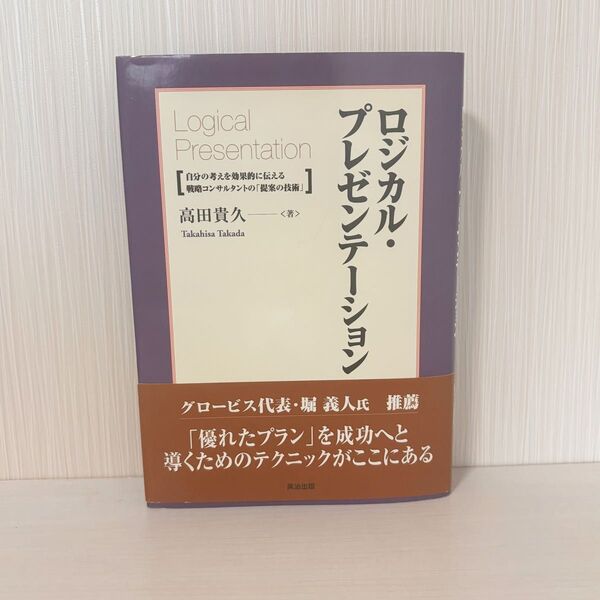 ロジカル・
プレゼンテーション
Logical
Presentation
自分の考えを効果的に伝える
戦略コンサルタントの「提案の技術」
高田貴久──〈著〉
Takahisa Takada
グロービス代表・堀 義人氏 推薦
「優れたプラン」を成功へと
導くためのテクニックがここにある
英治出版